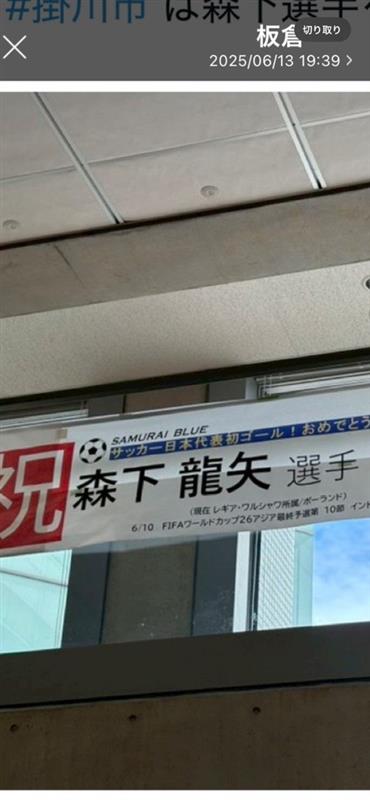 #掛川市 は森下選手
板倉
切り取り
2025/06/13 19:39
祝
SAMURAI BLUE
サッカー日本代表初ゴール!おめでとう
森下 龍矢 選手
(現在 レギア・ワルシャワ所属/ポーランド)
6/10 FIFAワールドカップ26アジア最終予選第 10節 インド